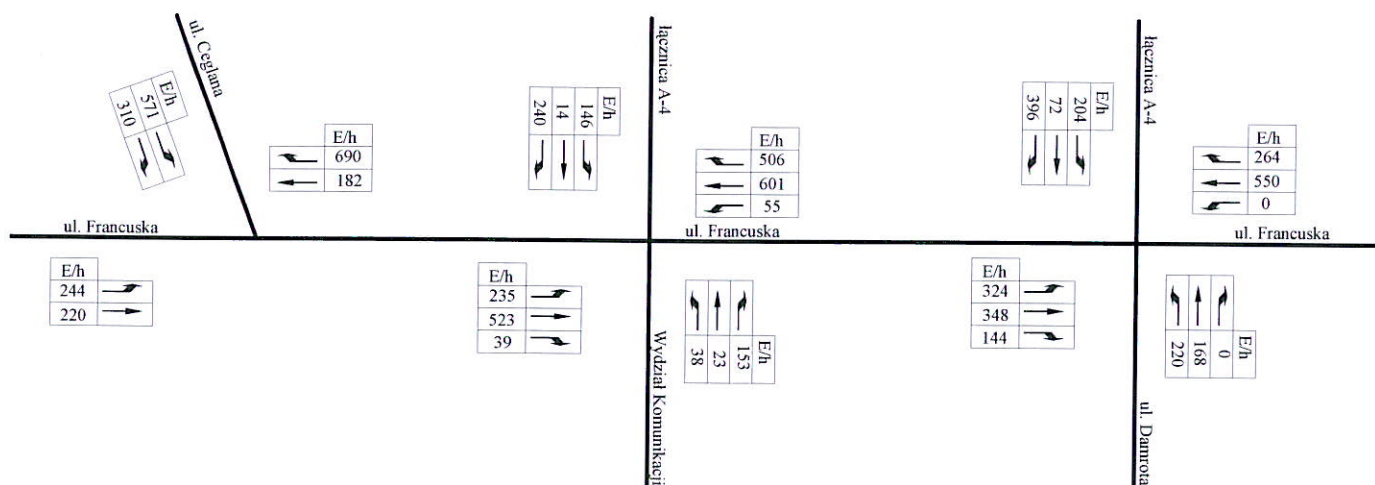 ul. Ceglana
E/h
571
310
E/h
690
182
ul. Francuska
E/h
244
220
łącznica A-4
E/h
146
14
240
E/h
506
601
55
ul. Francuska
E/h
235
523
39
E/h
153
23
38
Wydział Komunikacji
łącznica A-4
E/h
204
72
396
E/h
264
550
0
ul. Francuska
E/h
324
348
144
E/h
0
168
220
ul. Damrota